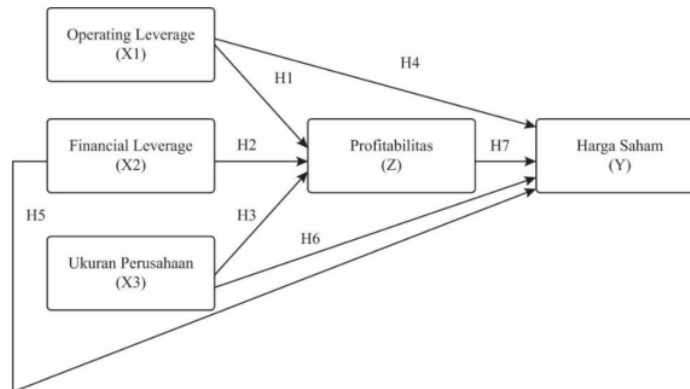 Operating Leverage
(X1)
H4
H1
Financial Leverage
(X2)
H2
Profitabilitas
(Z)
H7
Harga Saham
(Y)
H5
H3
H6
Ukuran Perusahaan
(X3)